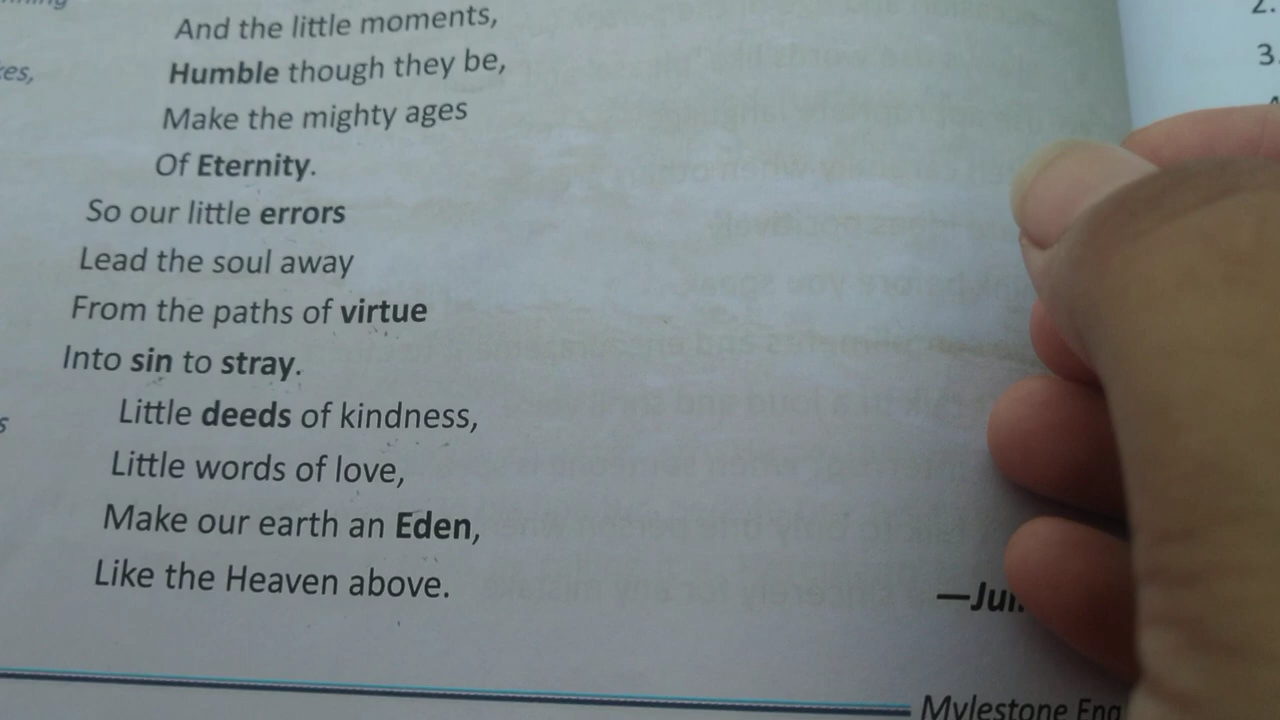 And the little moments,
Humble though they be,
Make the mighty ages
Of Eternity.
So our little errors
Lead the soul away
From the paths of virtue
Into sin to stray.
Little deeds of kindness,
Little words of love,
Make our earth an Eden,
Like the Heaven above.
Mylestone
2.
3.